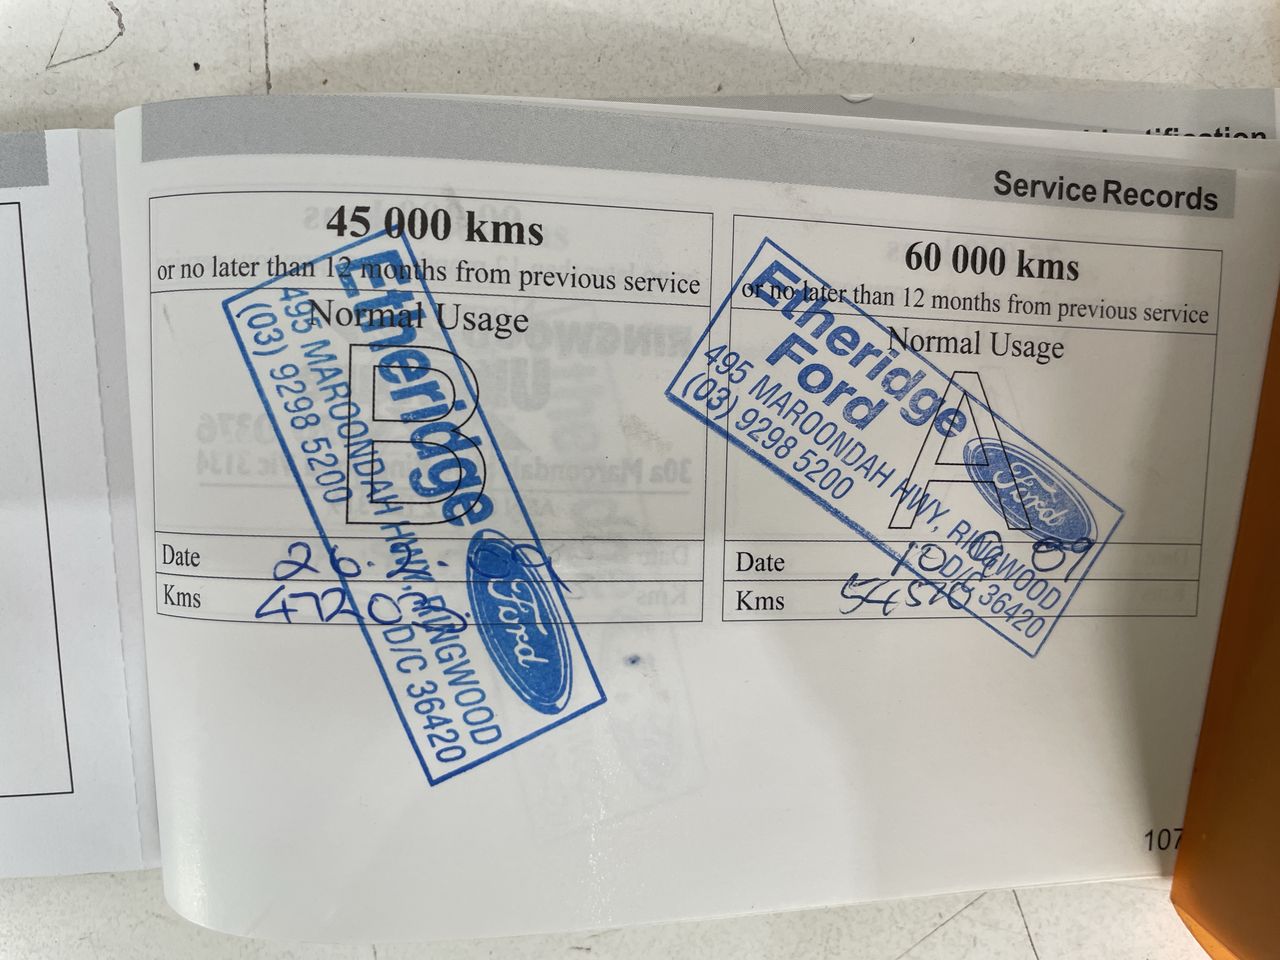 Service Records
45 000 kms
or no later than 12 months from previous service
Normal Usage
B
Etheridge
495 MAROONDAH HWY, RINGWOOD
(03) 9298 5200 D/C 36420
Ford
Date
Kms
60 000 kms
or no later than 12 months from previous service
Normal Usage
A
Etheridge
Ford
495 MAROONDAH HWY, RINGWOOD
(03) 9298 5200 D/C 36420
Ford
Date
Kms 54570
107